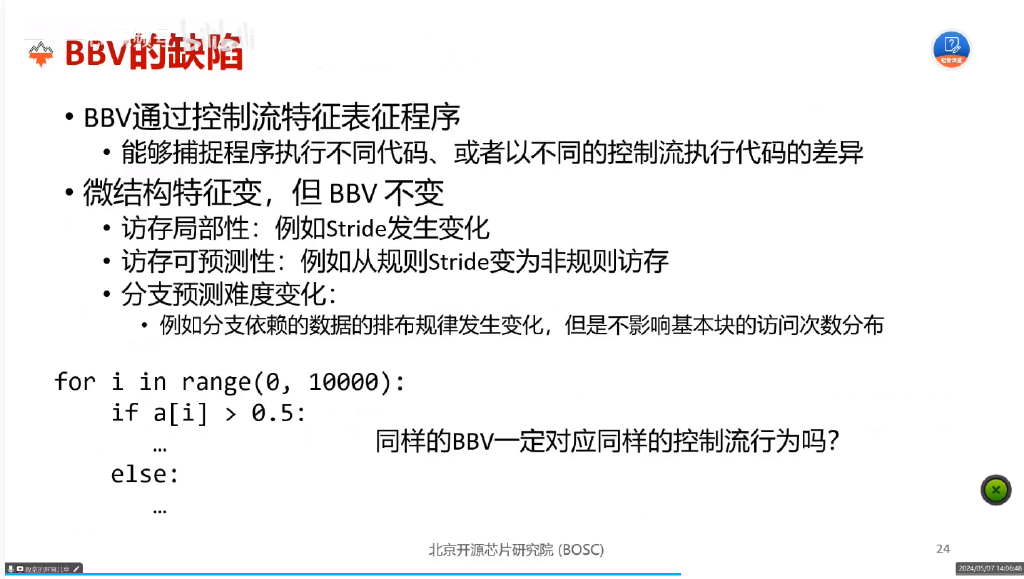 BBV的缺陷
• BBV通过控制流特征表征程序
• 能够捕捉程序执行不同代码、或者以不同的控制流执行代码的差异
• 微结构特征变，但 BBV 不变
• 访存局部性：例如Stride发生变化
• 访存可预测性：例如从规则Stride变为非规则访存
• 分支预测难度变化：
• 例如分支依赖的数据的排布规律发生变化，但是不影响基本块的访问次数分布
for i in range(0, 10000):
if a[i] > 0.5:
…
同样的BBV一定对应同样的控制流行为吗？
else:
…
北京开源芯片研究院 (BOSC)
24
2024/05/07 14:06:46